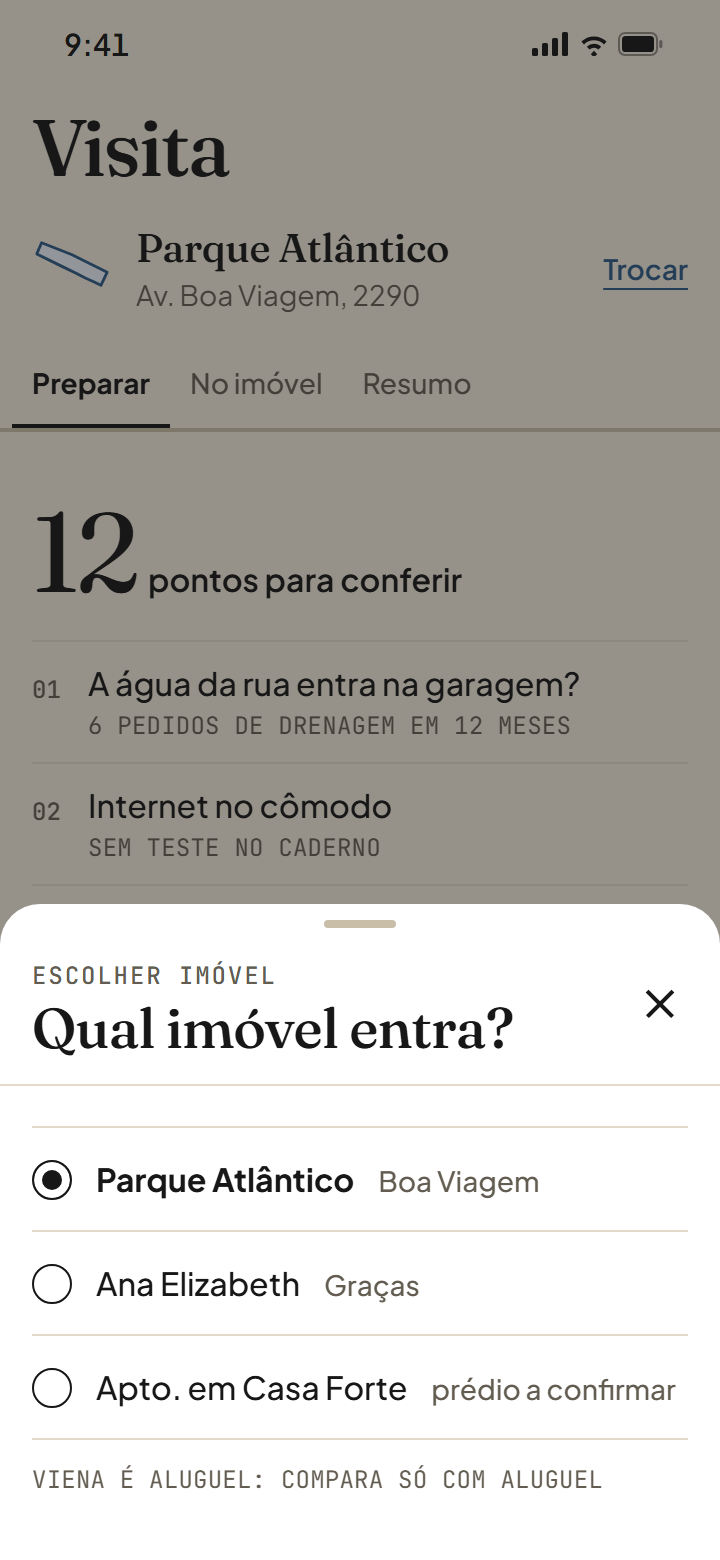 9:41
Visita
Parque Atlântico
Av. Boa Viagem, 2290
Trocar
Preparar No imóvel Resumo
12 pontos para conferir
01 A água da rua entra na garagem?
6 PEDIDOS DE DRENAGEM EM 12 MESES
02 Internet no cômodo
SEM TESTE NO CADERNO
ESCOLHER IMÓVEL
Qual imóvel entra?
Parque Atlântico Boa Viagem
Ana Elizabeth Graças
Apto. em Casa Forte prédio a confirmar
VIENA É ALUGUEL: COMPARA SÓ COM ALUGUEL